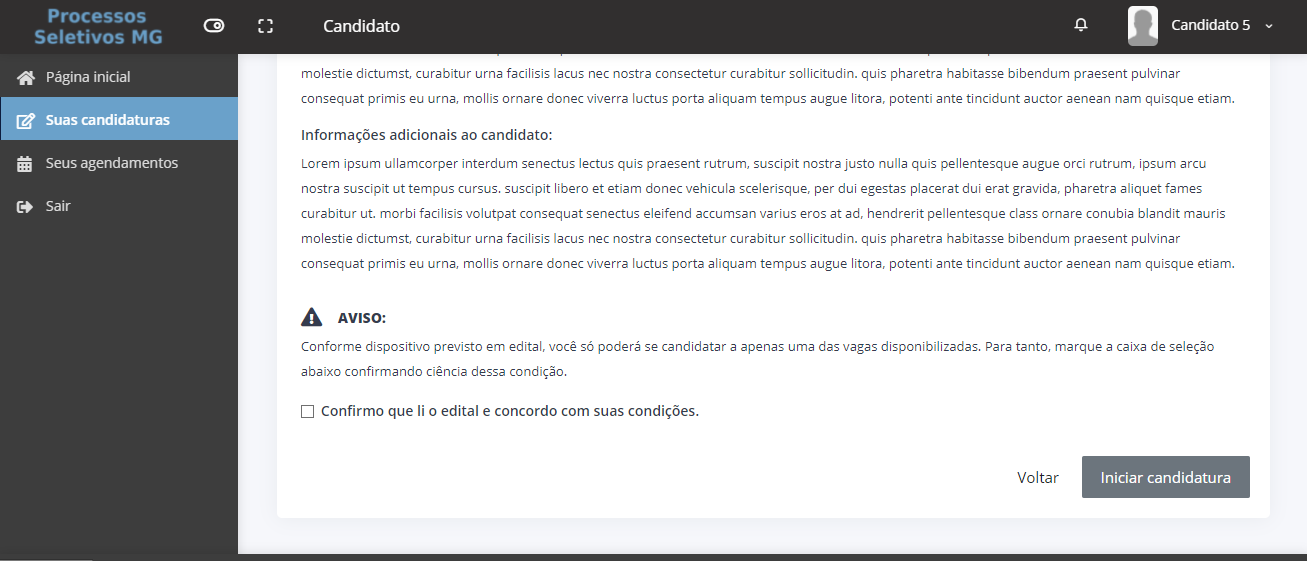 Processos
Seletivos MG
Candidato
Candidato 5
Página inicial
Suas candidaturas
Seus agendamentos
Sair
molestie dictumst, curabitur urna facilisis lacus nec nostra consectetur curabitur sollicitudin. quis pharetra habitasse bibendum praesent pulvinar
consequat primis eu urna, mollis ornare donec viverra luctus porta aliquam tempus augue litora, potenti ante tincidunt auctor aenean nam quisque etiam.
Informações adicionais ao candidato:
Lorem ipsum ullamcorper interdum senectus lectus quis praesent rutrum, suscipit nostra justo nulla quis pellentesque augue orci rutrum, ipsum arcu
nostra suscipit ut tempus cursus. suscipit libero et etiam donec vehicula scelerisque, per dui egestas placerat dui erat gravida, pharetra aliquet fames
curabitur ut. morbi facilisis volutpat consequat senectus eleifend accumsan varius eros at ad, hendrerit pellentesque class ornare conubia blandit mauris
molestie dictumst, curabitur urna facilisis lacus nec nostra consectetur curabitur sollicitudin. quis pharetra habitasse bibendum praesent pulvinar
consequat primis eu urna, mollis ornare donec viverra luctus porta aliquam tempus augue litora, potenti ante tincidunt auctor aenean nam quisque etiam.
AVISO:
Conforme dispositivo previsto em edital, você só poderá se candidatar a apenas uma das vagas disponibilizadas. Para tanto, marque a caixa de seleção
abaixo confirmando ciência dessa condição.
Confirmo que li o edital e concordo com suas condições.
Voltar
Iniciar candidatura